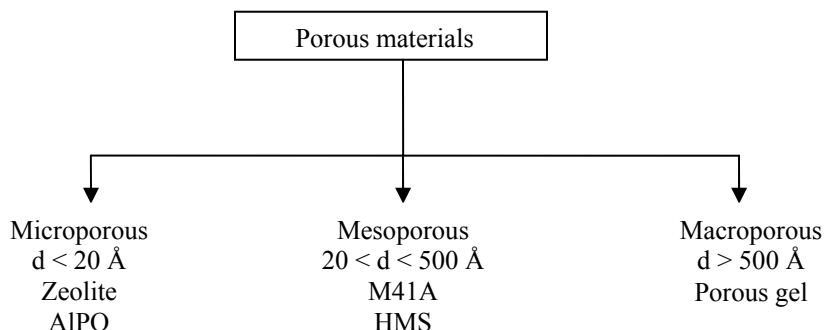 Porous materials
Microporous
d < 20 Å
Zeolite
AlPO
Mesoporous
20 < d < 500 Å
M41A
HMS
Macroporous
d > 500 Å
Porous gel